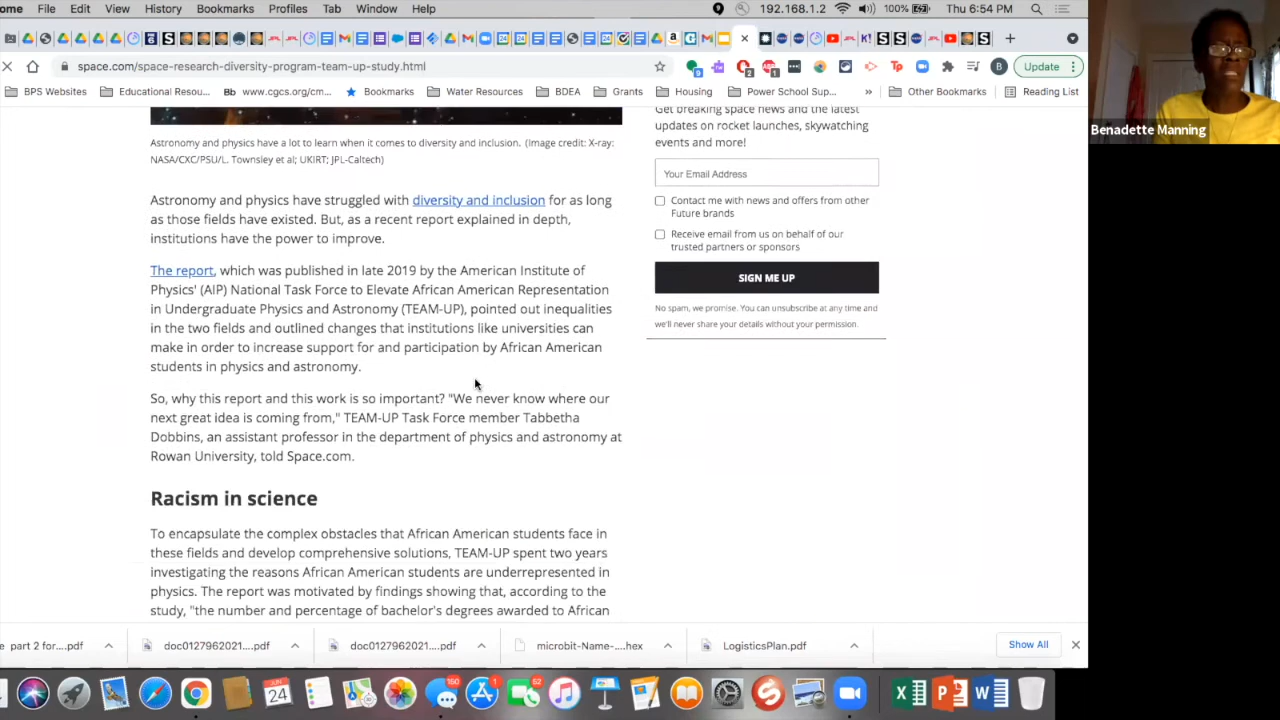 ome File Edit View History Bookmarks Profiles Tab Window Help 192.168.1.2 100% Thu 6:54 PM
space.com/space-research-diversity-program-team-up-study.html Update
BPS Websites Educational Resou... Bb www.cgcs.org/cm... Bookmarks Water Resources BDEA Grants Housing Power School Sup... » Other Bookmarks Reading List
Benadette Manning
Astronomy and physics have a lot to learn when it comes to diversity and inclusion. (Image credit: X-ray:
NASA/CXC/PSU/L. Townsley et al; UKIRT; JPL-Caltech)
Astronomy and physics have struggled with diversity and inclusion for as long
as those fields have existed. But, as a recent report explained in depth,
institutions have the power to improve.
The report, which was published in late 2019 by the American Institute of
Physics' (AIP) National Task Force to Elevate African American Representation
in Undergraduate Physics and Astronomy (TEAM-UP), pointed out inequalities
in the two fields and outlined changes that institutions like universities can
make in order to increase support for and participation by African American
students in physics and astronomy.
So, why this report and this work is so important? "We never know where our
next great idea is coming from," TEAM-UP Task Force member Tabbetha
Dobbins, an assistant professor in the department of physics and astronomy at
Rowan University, told Space.com.
Racism in science
To encapsulate the complex obstacles that African American students face in
these fields and develop comprehensive solutions, TEAM-UP spent two years
investigating the reasons African American students are underrepresented in
physics. The report was motivated by findings showing that, according to the
study, "the number and percentage of bachelor's degrees awarded to African
Get breaking space news and the latest
updates on rocket launches, skywatching
events and more!
Your Email Address
Contact me with news and offers from other
Future brands
Receive email from us on behalf of our
trusted partners or sponsors
SIGN ME UP
No spam, we promise. You can unsubscribe at any time and
we'll never share your details without your permission.
e part 2 for....pdf doc0127962021....pdf doc0127962021....pdf microbit-Name-....hex LogisticsPlan.pdf Show All
JUN
24
160
1
52